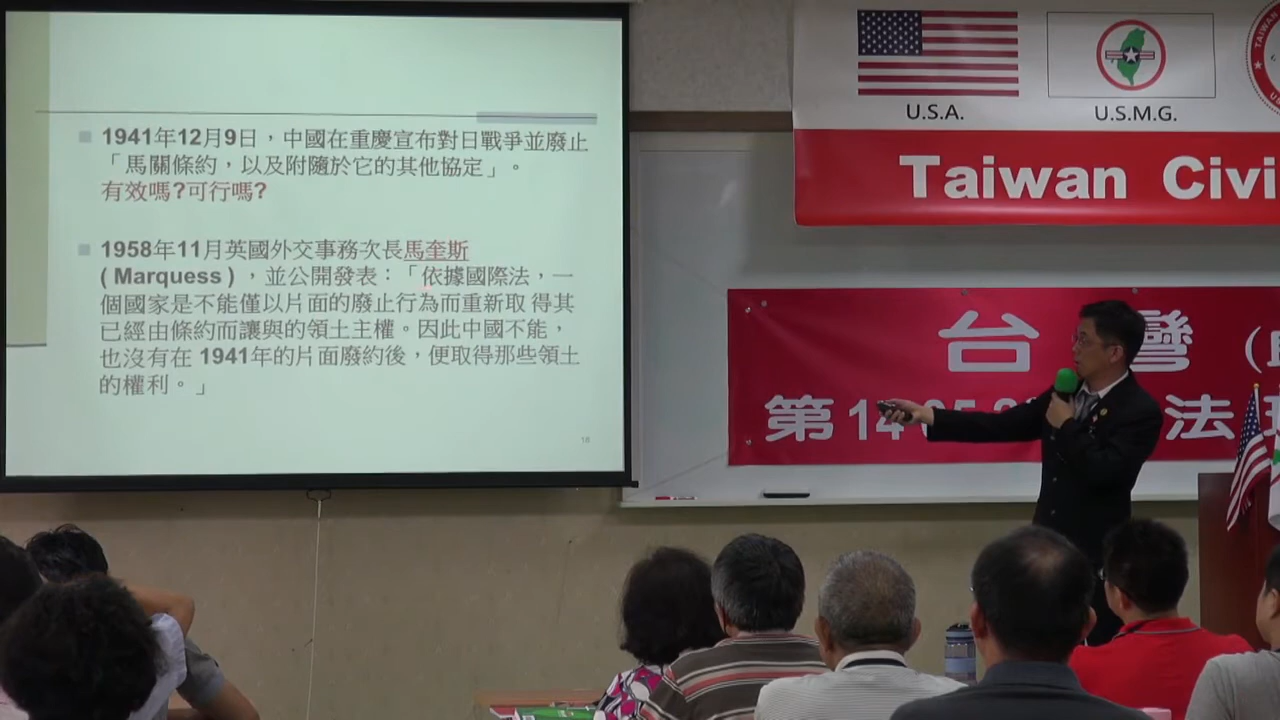 1941年12月9日，中國在重慶宣布對日戰爭並廢止
「馬關條約，以及附隨於它的其他協定」。
有效嗎?可行嗎?
1958年11月英國外交事務次長馬奎斯
( Marquess ) ，並公開發表：「依據國際法，一
個國家是不能僅以片面的廢止行為而重新取 得其
已經由條約而讓與的領土主權。因此中國不能，
也沒有在 1941年的片面廢約後，便取得那些領土
的權利。」
18
U.S.A.
U.S.M.G.
TAIWAN
Taiwan Civi
台 灣
第14
法